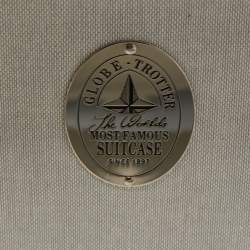 GLOBE - TROTTER
The World's
MOST FAMOUS
SUITCASE
SINCE 1897